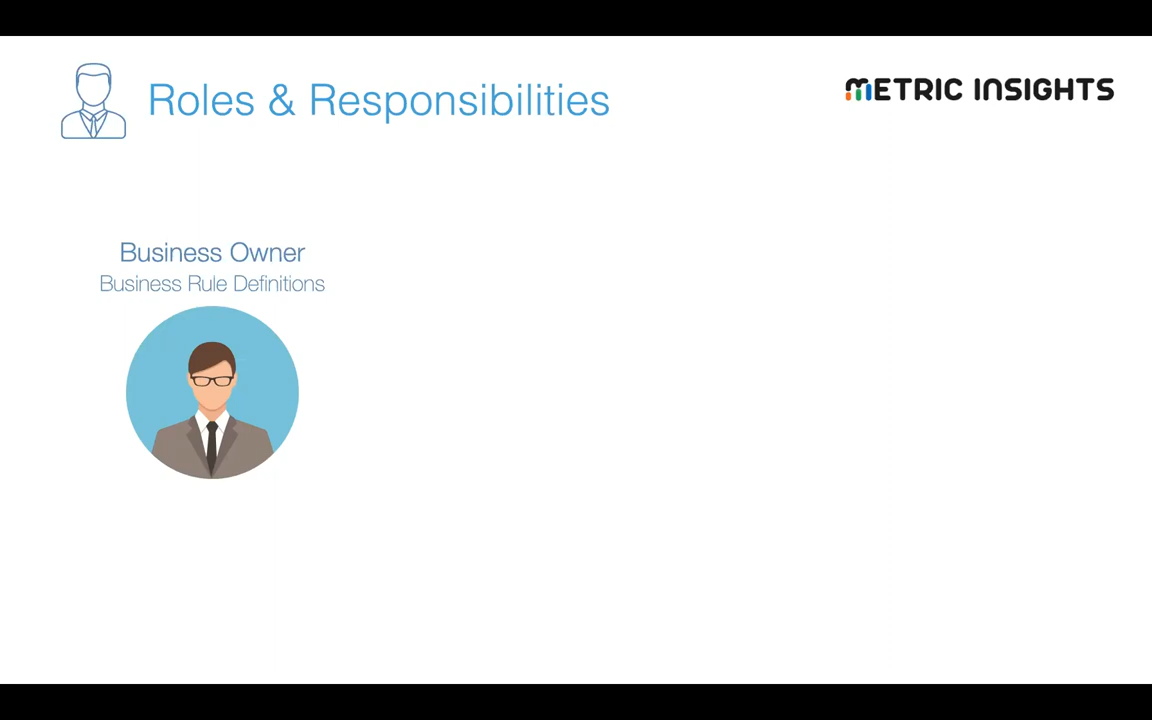 Roles & Responsibilities
METRIC INSIGHTS
Business Owner
Business Rule Definitions